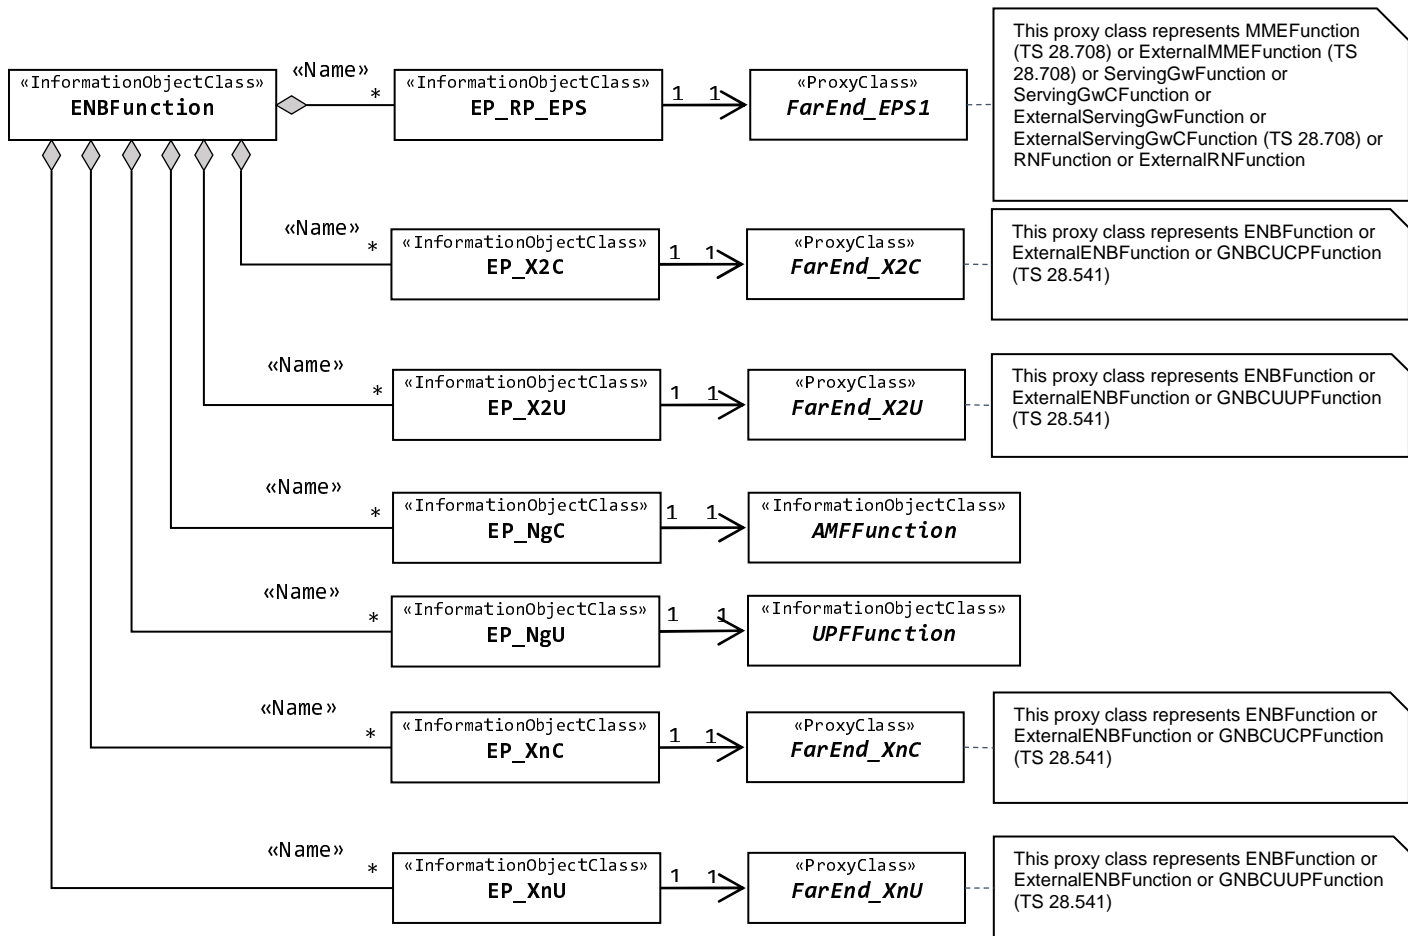 This proxy class represents MMEFunction
(TS 28.708) or ExternalMMEFunction (TS
28.708) or ServingGwFunction or
ServingGwCFunction or
ExternalServingGwFunction or
ExternalServingGwCFunction (TS 28.708) or
RNFunction or ExternalRNFunction
«InformationObjectClass»
ENBFunction
«Name»
*
«InformationObjectClass»
EP_RP_EPS
1 1
«ProxyClass»
FarEnd_EPS1
«Name»
*
«InformationObjectClass»
EP_X2C
1 1
«ProxyClass»
FarEnd_X2C
This proxy class represents ENBFunction or
ExternalENBFunction or GNBCUCPFunction
(TS 28.541)
«Name»
*
«InformationObjectClass»
EP_X2U
1 1
«ProxyClass»
FarEnd_X2U
This proxy class represents ENBFunction or
ExternalENBFunction or GNBCUUPFunction
(TS 28.541)
«Name»
*
«InformationObjectClass»
EP_NgC
1 1
«InformationObjectClass»
AMFFunction
«Name»
*
«InformationObjectClass»
EP_NgU
1 1
«InformationObjectClass»
UPFFunction
«Name»
*
«InformationObjectClass»
EP_XnC
1 1
«ProxyClass»
FarEnd_XnC
This proxy class represents ENBFunction or
ExternalENBFunction or GNBCUCPFunction
(TS 28.541)
«Name»
*
«InformationObjectClass»
EP_XnU
1 1
«ProxyClass»
FarEnd_XnU
This proxy class represents ENBFunction or
ExternalENBFunction or GNBCUUPFunction
(TS 28.541)